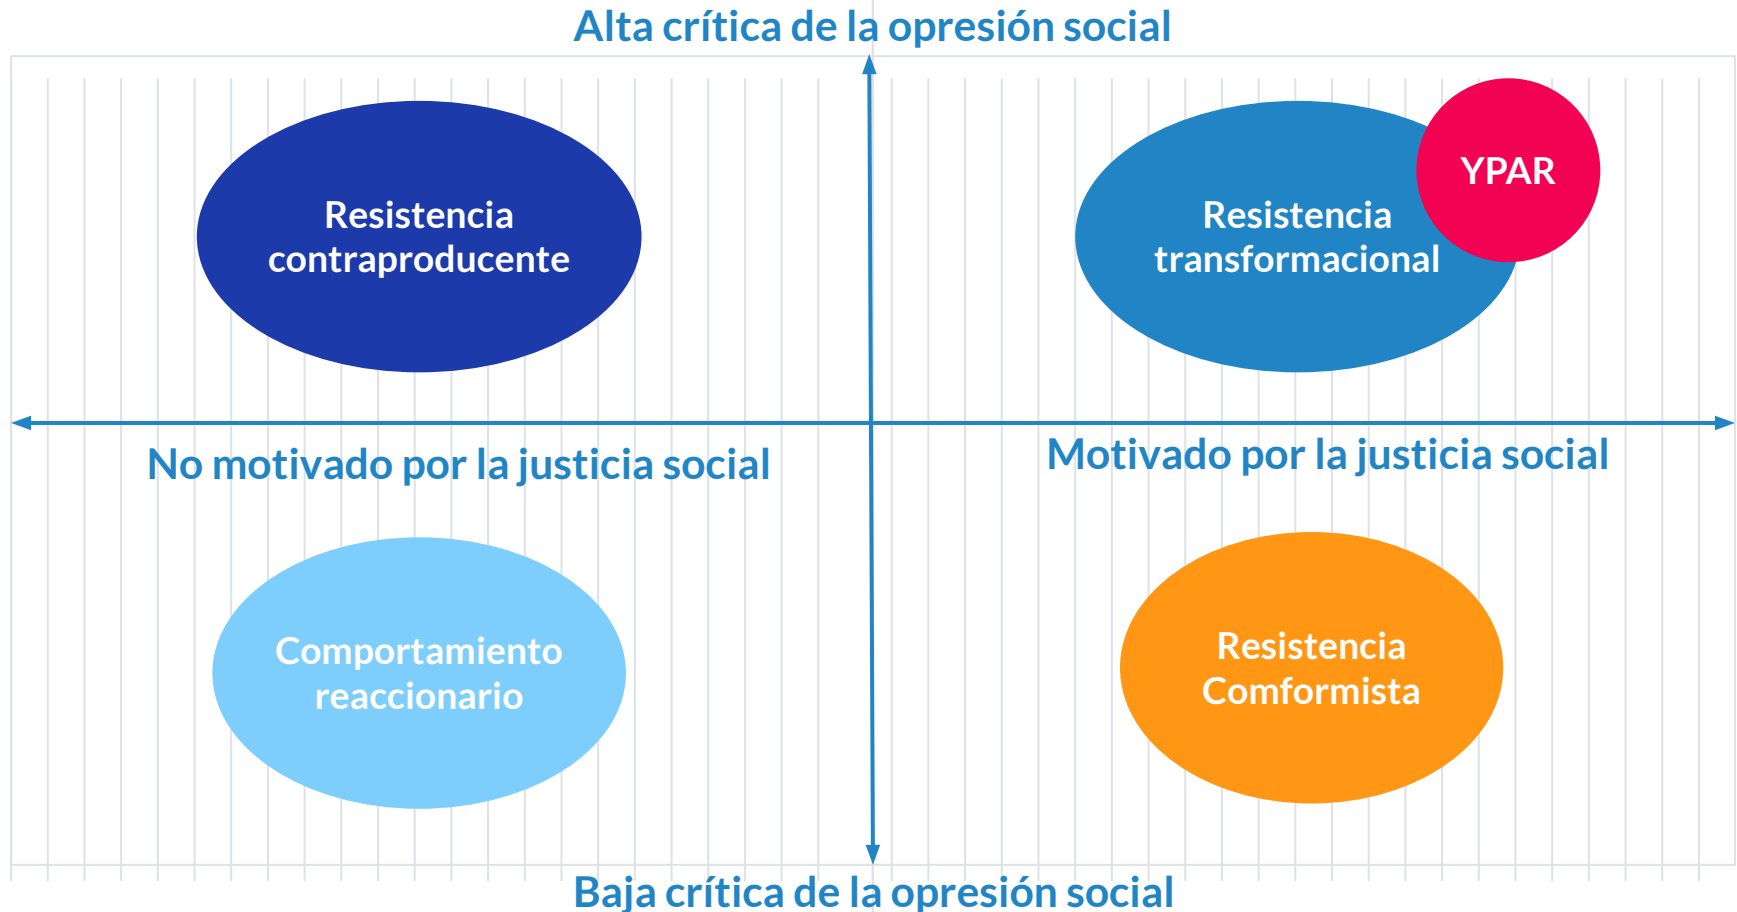 Alta crítica de la opresión social
Resistencia
contraproducente
Resistencia
transformacional
YPAR
No motivado por la justicia social
Motivado por la justicia social
Comportamiento
reaccionario
Resistencia
Comformista
Baja crítica de la opresión social